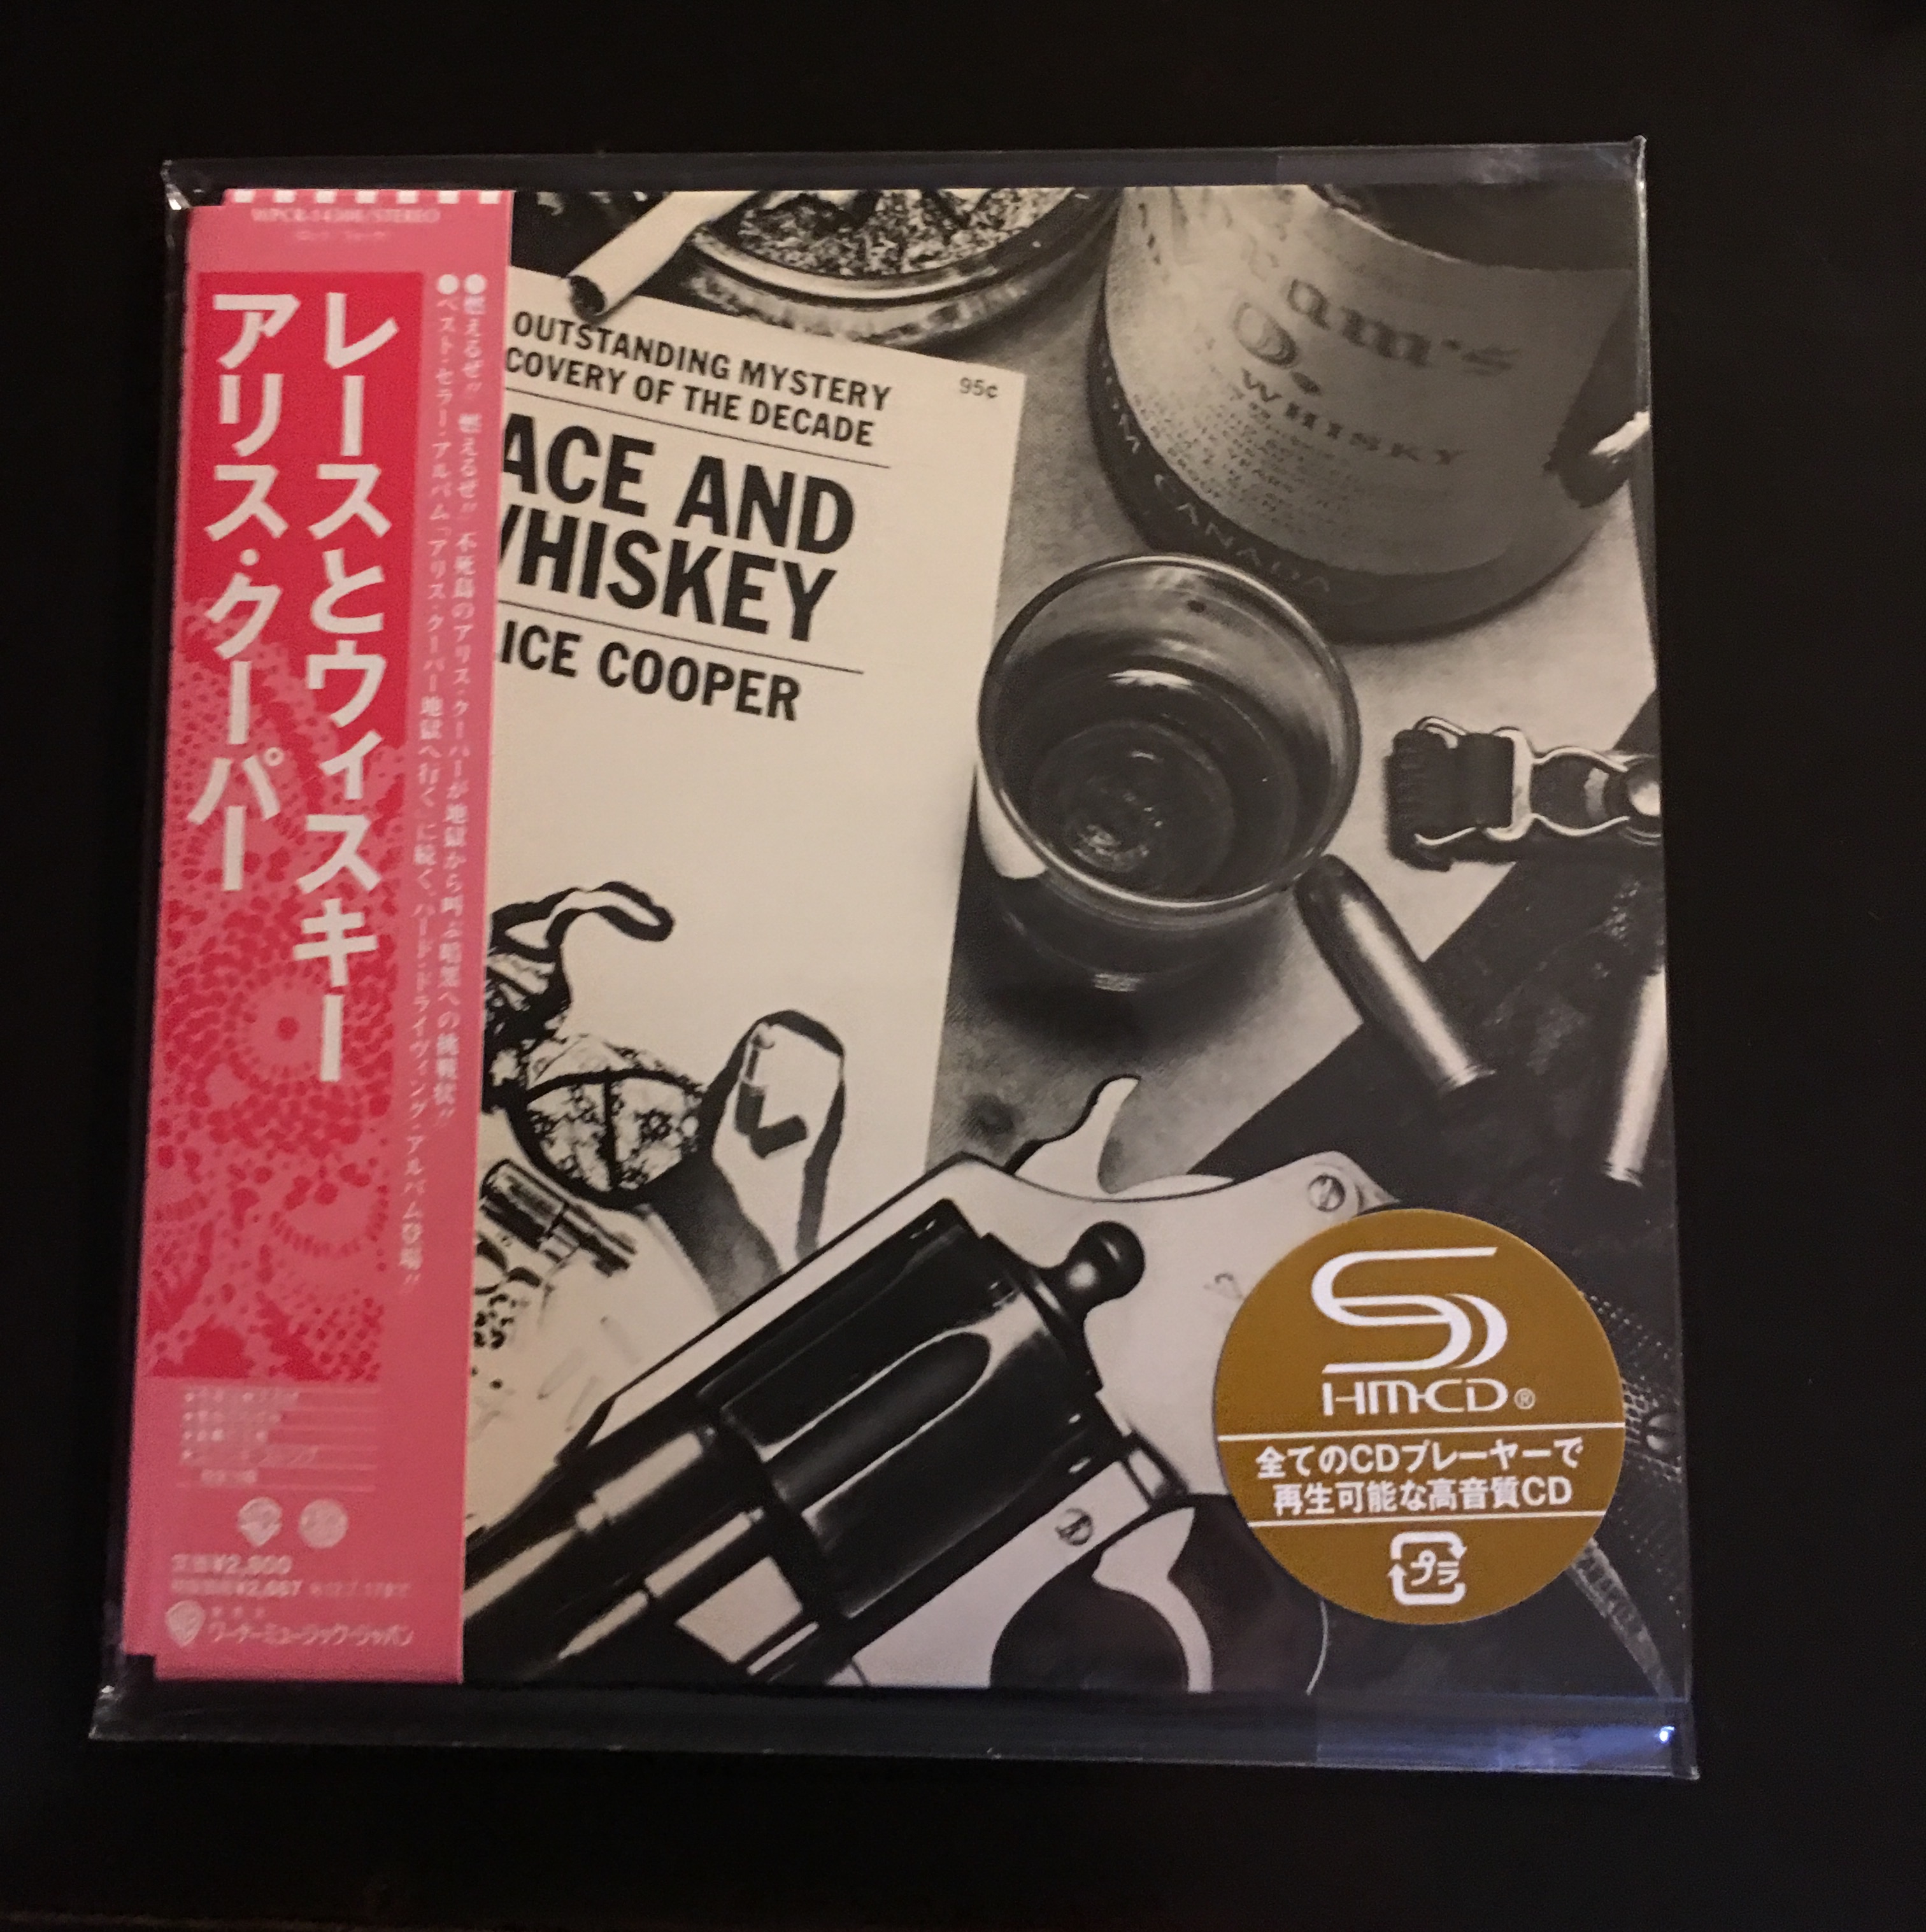 WPCR-14306/STEREO
レースとウィスキー
アリス・クーパー
●燃えるぜ!! 燃えるぜ!! 不死鳥のアリス・クーパーが地獄から叫ぶ暗黒への挑戦状!!
●ベスト・セラー・アルバム「アリス・クーパー地獄へ行く」に続く、ハード・ドライヴィング・アルバム登場!!
¥2,800
¥2,667
ワーナーミュージック・ジャパン
OUTSTANDING MYSTERY
COVERY OF THE DECADE
95¢
ACE AND
WHISKEY
ICE COOPER
am's
O.
WHISKY
CANADA
SHM-CD®
全てのCDプレーヤーで
再生可能な高音質CD
プラ